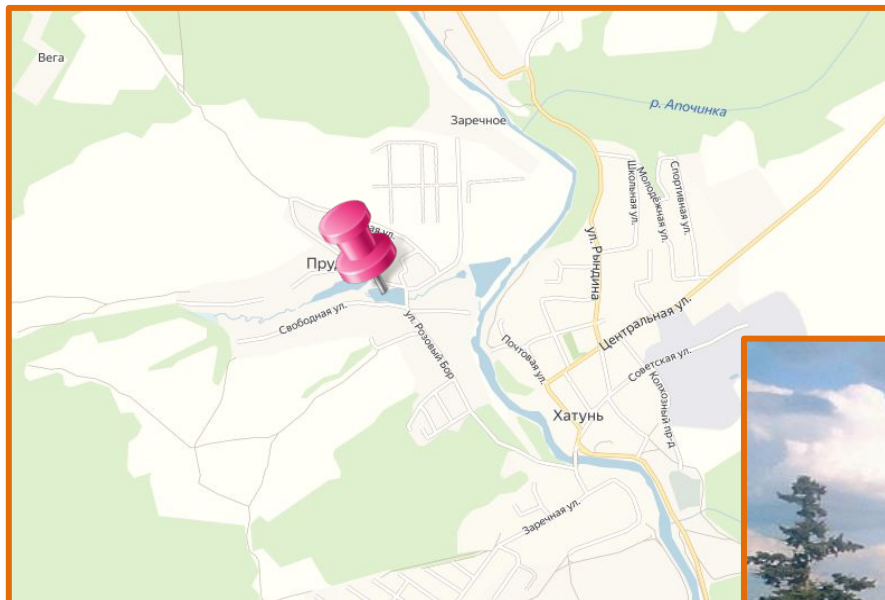 Вега
р. Апочинка
Заречное
Школьная ул.
Молодёжная ул.
Спортивная ул.
ул. Рындина
Центральная ул.
Свободная ул.
ул. Розовый Бор
Почтовая ул.
Советская ул.
Колхозный пр-д
Хатунь
Заречная ул.